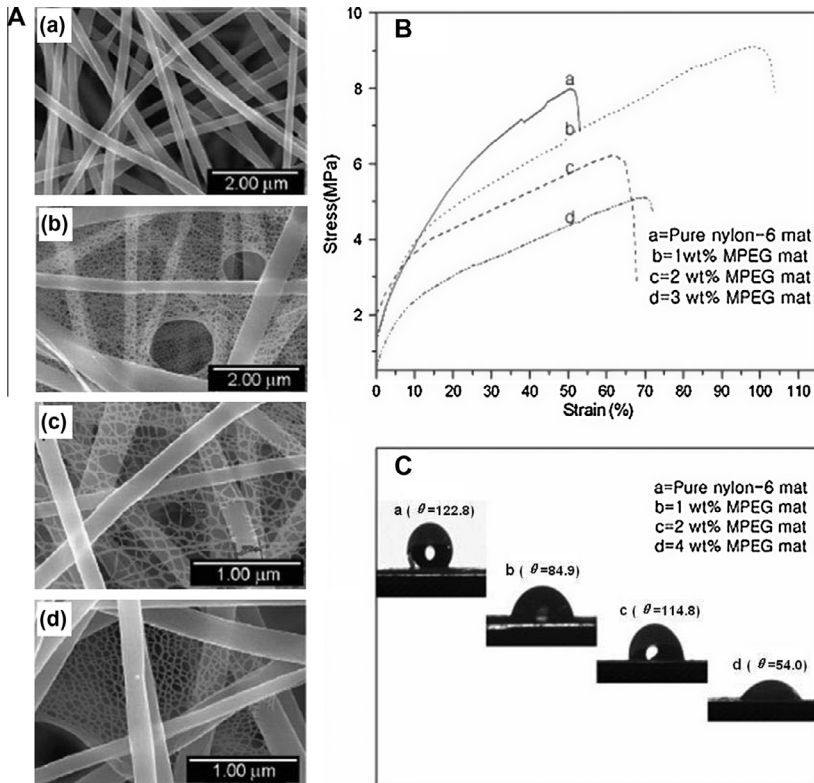 A
(a)
2.00 μm
(b)
2.00 μm
(c)
1.00 μm
(d)
1.00 μm
B
Stress(MPa)
10
8
6
4
2
a
b
c
d
a=Pure nylon-6 mat
b=1wt% MPEG mat
c=2 wt% MPEG mat
d=3 wt% MPEG mat
0 10 20 30 40 50 60 70 80 90 100 110
Strain (%)
C
a=Pure nylon-6 mat
b=1 wt% MPEG mat
c=2 wt% MPEG mat
d=4 wt% MPEG mat
a ( θ=122.8)
b ( θ=84.9)
c ( θ=114.8)
d ( θ=54.0)